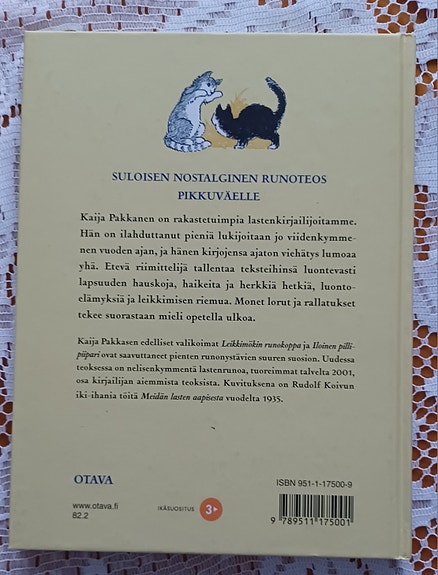 SULOISEN NOSTALGINEN RUNOTEOS
PIKKUVÄELLE
Kaija Pakkanen on rakastetuimpia lastenkirjailijoitamme.
Hän on ilahduttanut pieniä lukijoitaan jo viidenkymme-
nen vuoden ajan, ja hänen kirjojensa ajaton viehätys lumoaa
yhä. Etevä riimittelijä tallentaa teksteihinsä luontevasti
lapsuuden hauskoja, haikeita ja herkkiä hetkiä, luonto-
elämyksiä ja leikkimisen riemua. Monet lorut ja rallatukset
tekee suorastaan mieli opetella ulkoa.
Kaija Pakkasen edelliset valikoimat Leikkimökin runokoppa ja Iloinen pilli-
piipari ovat saavuttaneet pienten runonystävien suuren suosion. Uudessa
teoksessa on nelisenkymmentä lastenrunoa, tuoreimmat talvelta 2001,
osa kirjailijan aiemmista teoksista. Kuvituksena on Rudolf Koivun
iki-ihania töitä Meidän lasten aapisesta vuodelta 1935.
OTAVA
www.otava.fi
82.2
IKÄSUOSITUS 3+
ISBN 951-1-17500-9
9 789511 175001